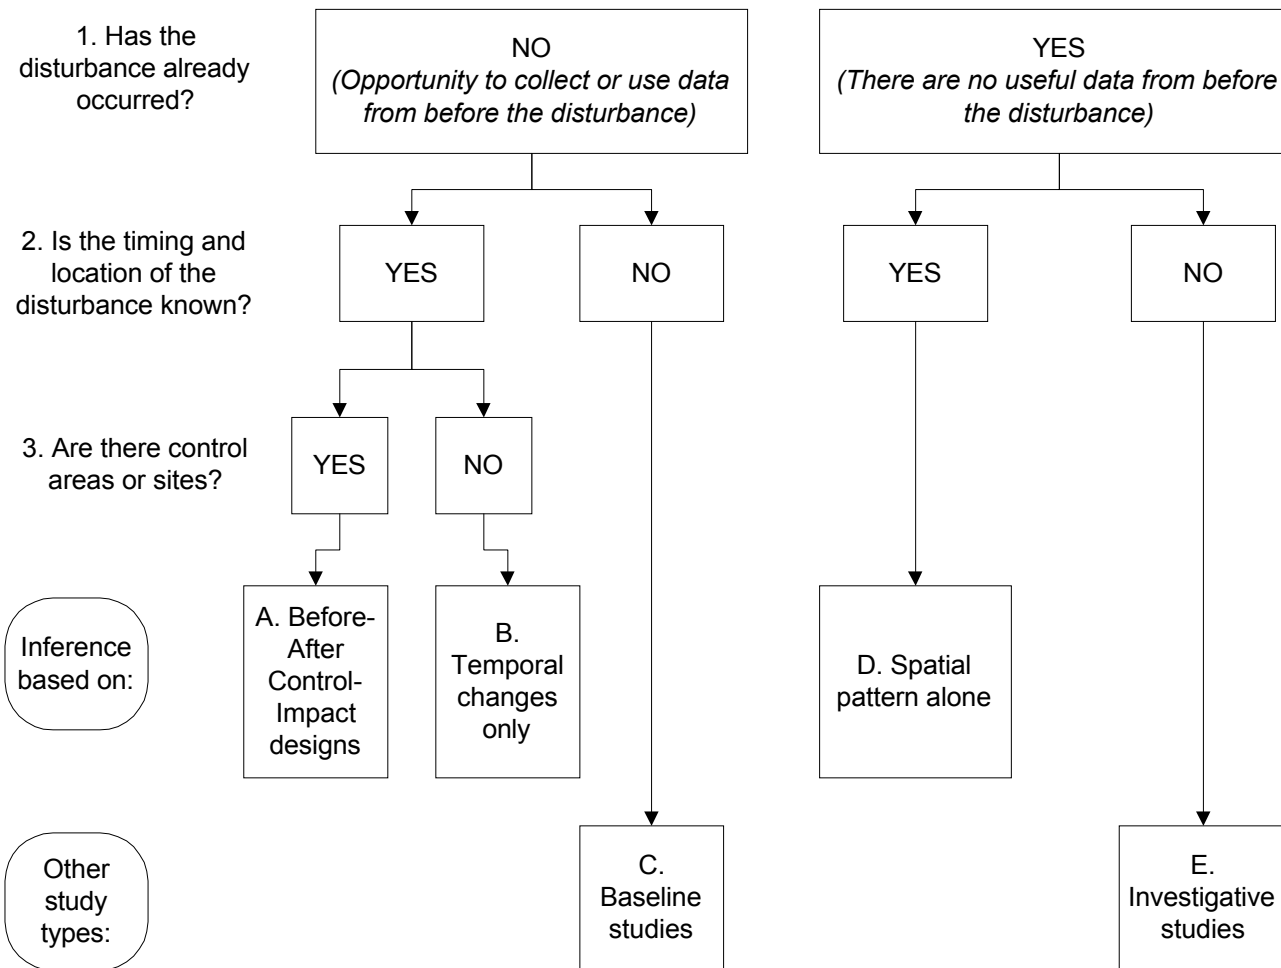 1. Has the
disturbance already
occurred?
NO
(Opportunity to collect or use data
from before the disturbance)
YES
(There are no useful data from before
the disturbance)
2. Is the timing and
location of the
disturbance known?
YES
NO
YES
NO
3. Are there control
areas or sites?
YES
NO
Inference
based on:
A. Before-
After
Control-
Impact
designs
B.
Temporal
changes
only
D. Spatial
pattern alone
Other
study
types:
C.
Baseline
studies
E.
Investigative
studies